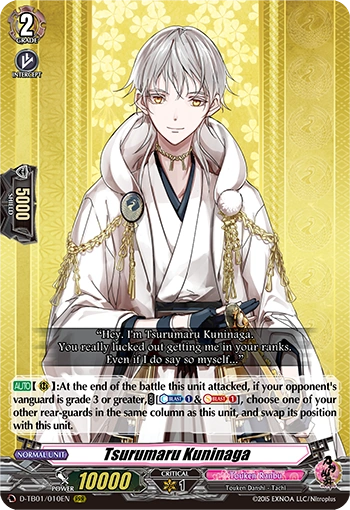 2
GRADE
INTERCEPT
5000
SHIELD
"Hey. I'm Tsurumaru Kuninaga.
You really lucked out getting me in your ranks.
Even if I do say so myself..."
AUTO【R】:At the end of the battle this unit attacked, if your opponent's
vanguard is grade 3 or greater, [C BLAST 1 & S BLAST 1], choose one of your
other rear-guards in the same column as this unit, and swap its position
with this unit.
NORMAL UNIT
Tsurumaru Kuninaga
POWER 10000
CRITICAL
1
Touken Ranbu
Touken Danshi - Tachi
D-TB01/010EN RRR
©2015 EXNOA LLC/Nitroplus